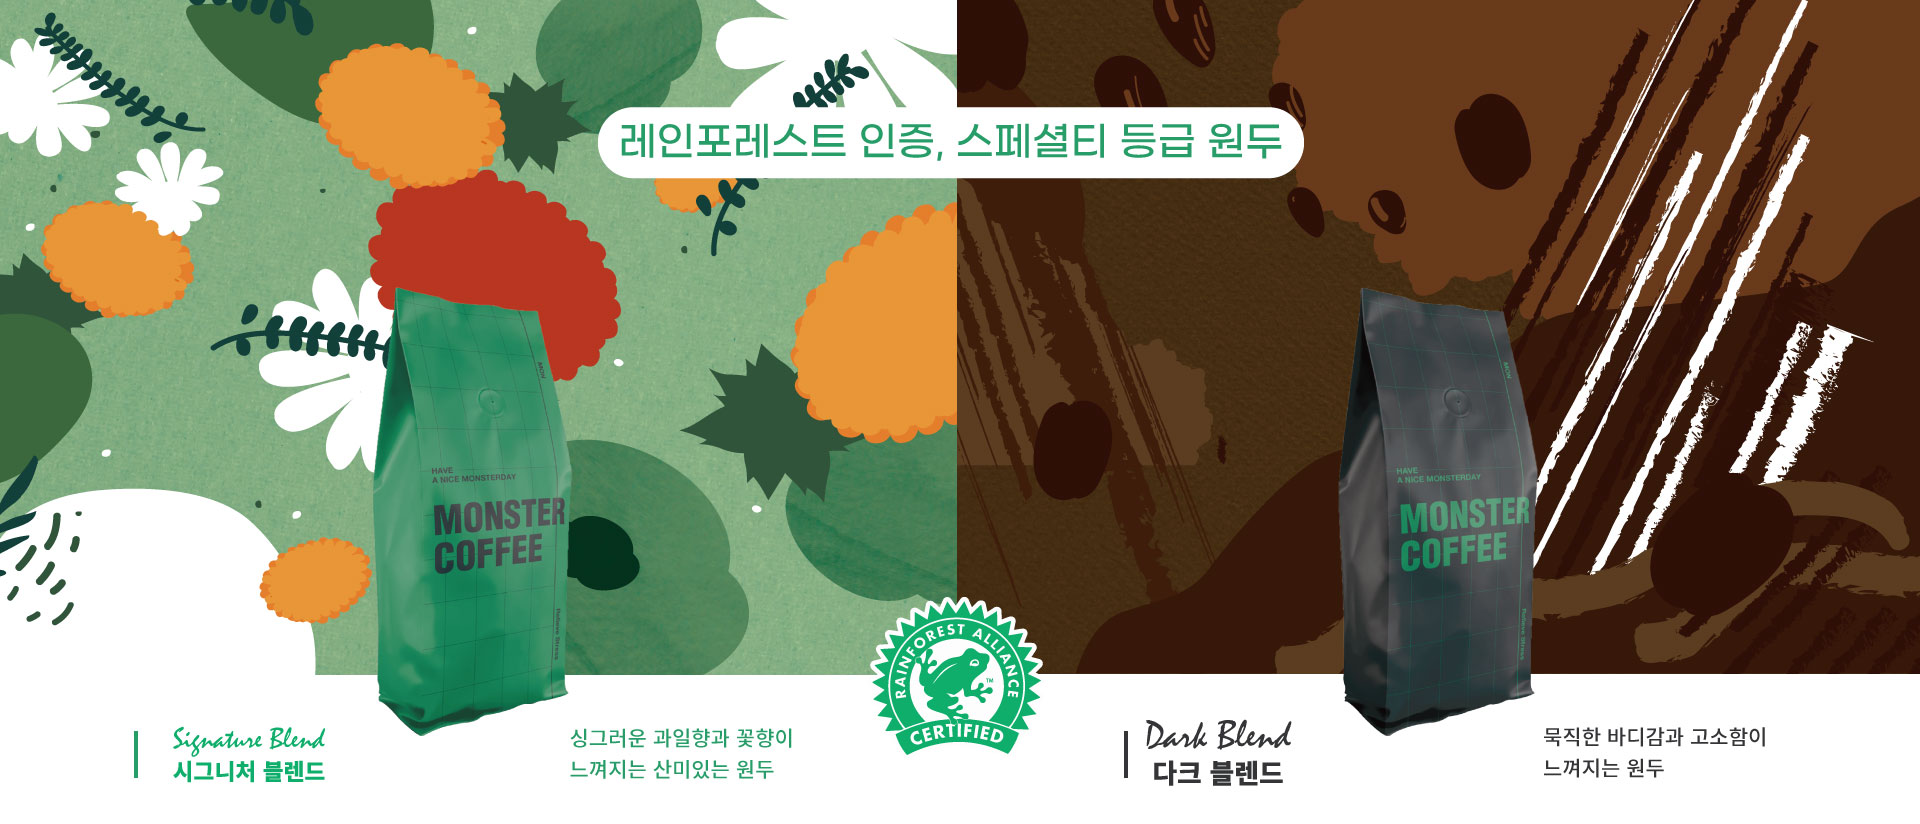 레인포레스트 인증, 스페셜티 등급 원두
HAVE
A NICE MONSTERDAY
MONSTER
COFFEE
HAVE
A NICE MONSTERDAY
MONSTER
COFFEE
RAINFOREST ALLIANCE
TM
CERTIFIED
Signature Blend
시그니처 블렌드
싱그러운 과일향과 꽃향이
느껴지는 산미있는 원두
Dark Blend
다크 블렌드
묵직한 바디감과 고소함이
느껴지는 원두